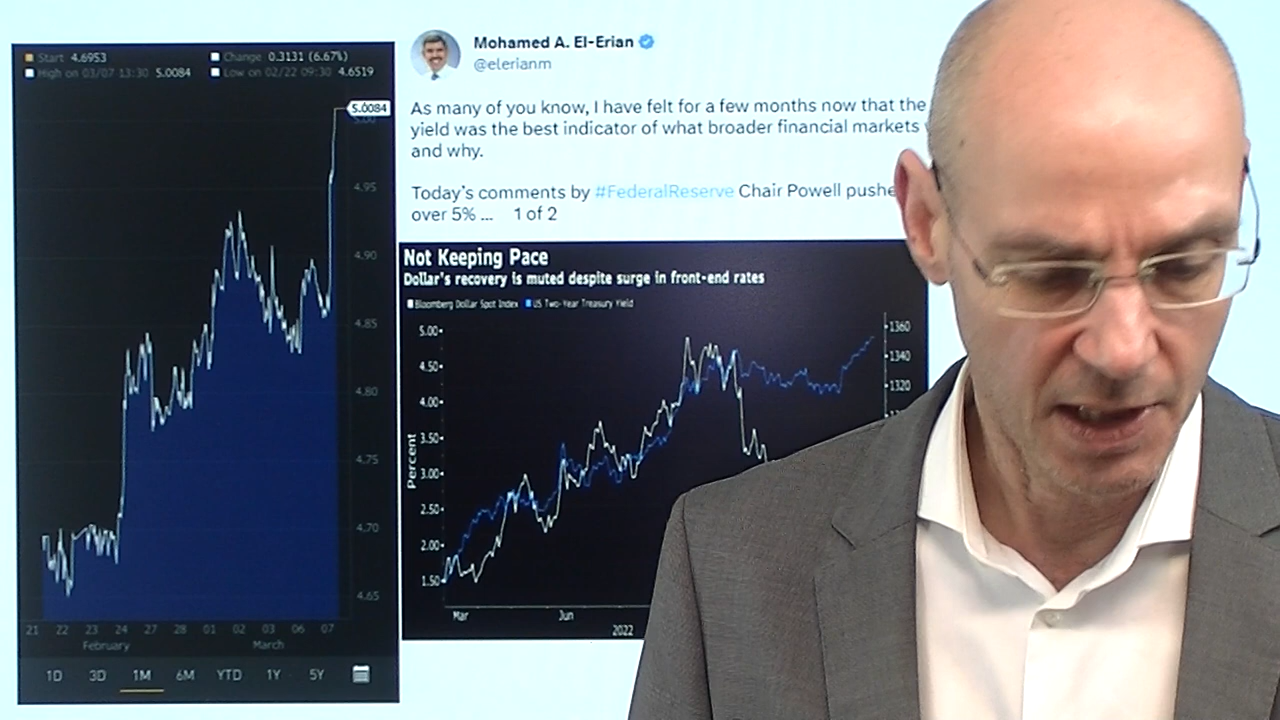 Start 4.6953
Change 0.3131 (6.67%)
High on 03/07 13:30 5.0084
Low on 02/22 09:30 4.6519
5.0084
5.00
4.95
4.90
4.85
4.80
4.75
4.70
4.65
21 22 23 24 27 28 01 02 03 06 07
February March
1D 3D 1M 6M YTD 1Y 5Y
Mohamed A. El-Erian
@elerianm
As many of you know, I have felt for a few months now that the
yield was the best indicator of what broader financial markets
and why.
Today's comments by #FederalReserve Chair Powell pushe
over 5% ... 1 of 2
Not Keeping Pace
Dollar's recovery is muted despite surge in front-end rates
Bloomberg Dollar Spot Index US Two-Year Treasury Yield
5.00
4.50
4.00
3.50
3.00
2.50
2.00
1.50
Percent
1360
1340
1320
Mar Jun
2022